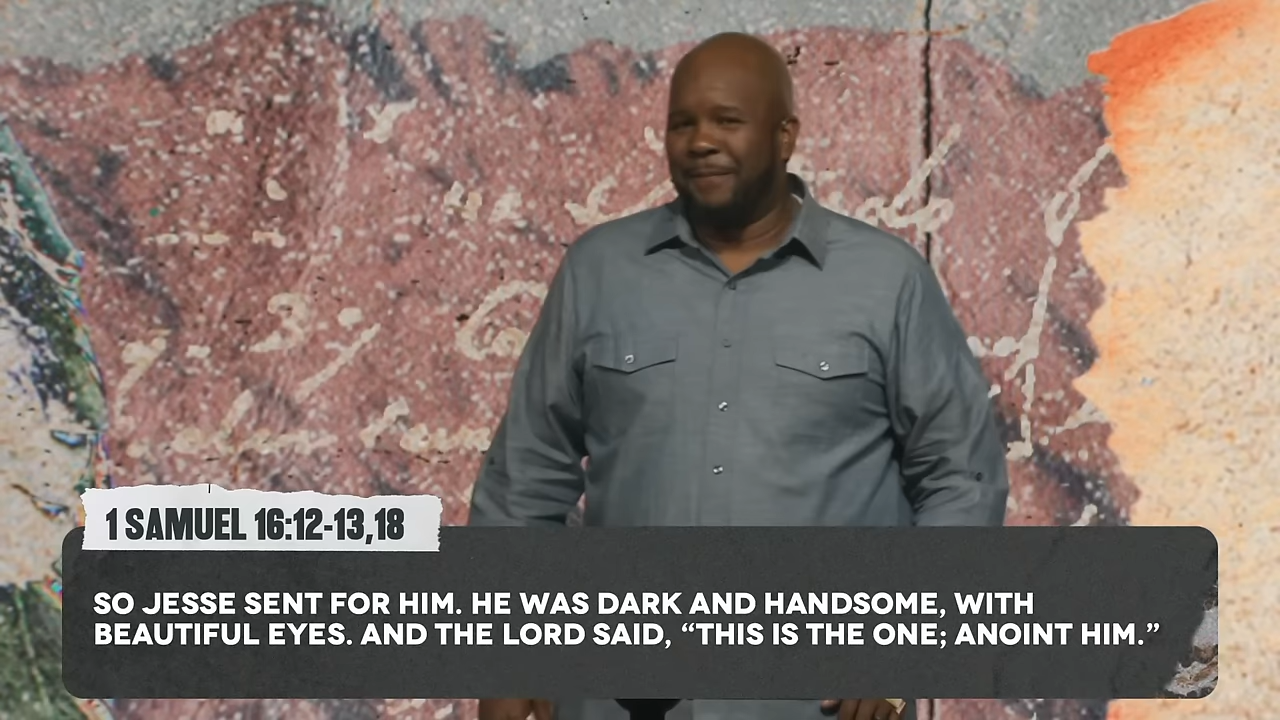 1 SAMUEL 16:12-13,18
SO JESSE SENT FOR HIM. HE WAS DARK AND HANDSOME, WITH
BEAUTIFUL EYES. AND THE LORD SAID, “THIS IS THE ONE; ANOINT HIM.”